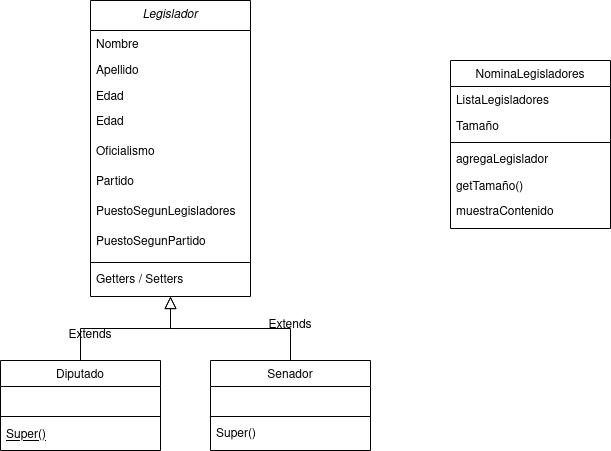 Legislador
Nombre
Apellido
Edad
Edad
Oficialismo
Partido
PuestoSegunLegisladores
PuestoSegunPartido
Getters / Setters
NominaLegisladores
ListaLegisladores
Tamaño
agregaLegislador
getTamaño()
muestraContenido
Extends
Extends
Diputado
Super()
Senador
Super()